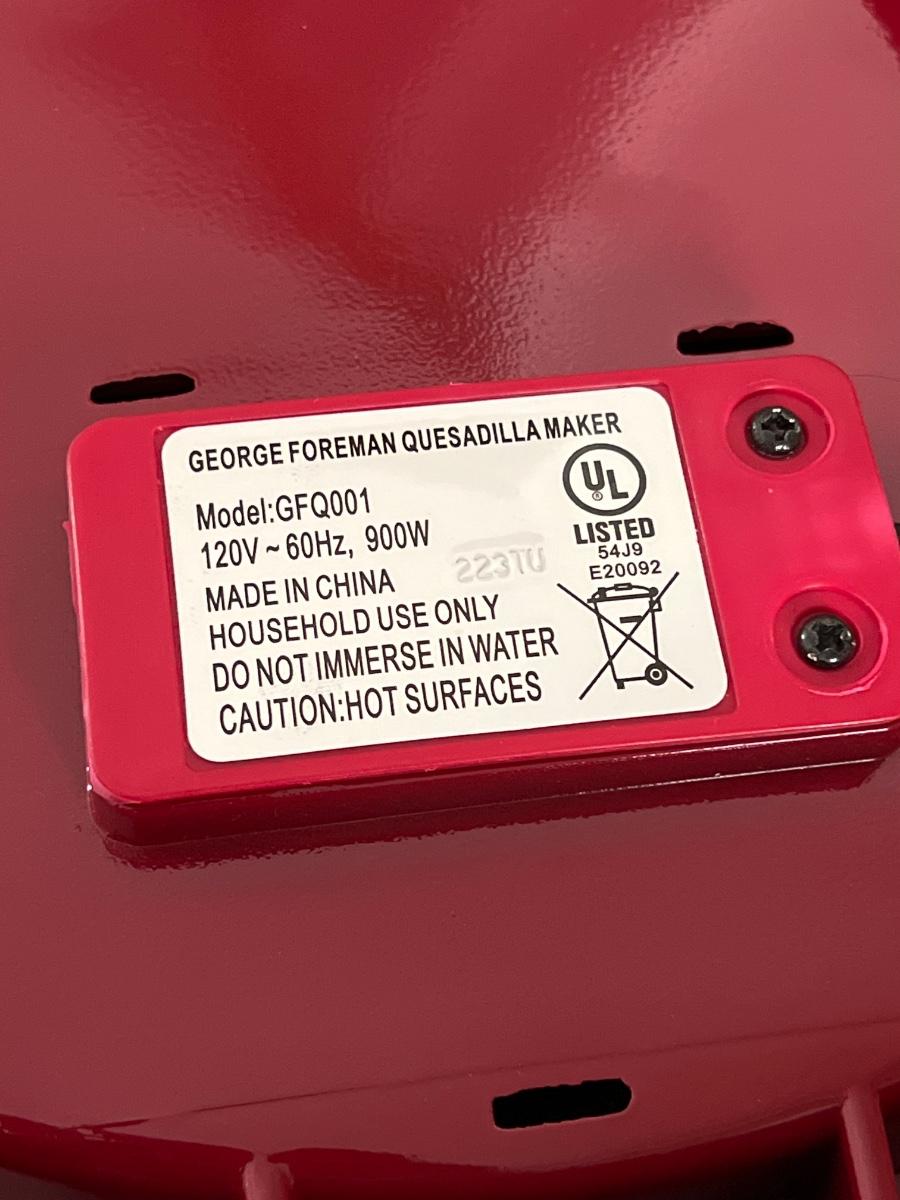 GEORGE FOREMAN QUESADILLA MAKER
Model:GFQ001
120V ~ 60Hz, 900W
MADE IN CHINA
HOUSEHOLD USE ONLY
DO NOT IMMERSE IN WATER
CAUTION:HOT SURFACES
223TU
UL
®
LISTED
54J9
E20092